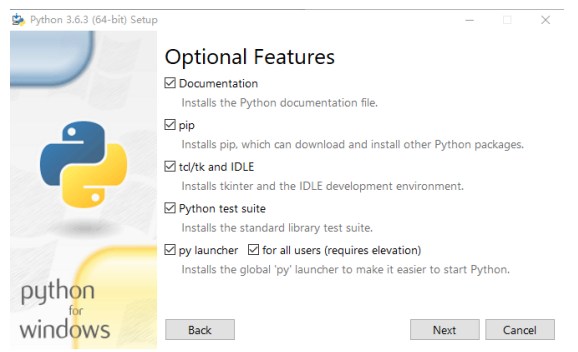 Python 3.6.3 (64-bit) Setup
Optional Features
Documentation
Installs the Python documentation file.
pip
Installs pip, which can download and install other Python packages.
tcl/tk and IDLE
Installs tkinter and the IDLE development environment.
Python test suite
Installs the standard library test suite.
py launcher for all users (requires elevation)
Installs the global 'py' launcher to make it easier to start Python.
python
for
windows
Back Next Cancel